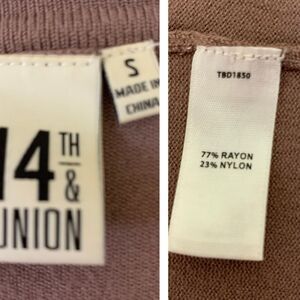 S
MADE IN
CHINA
14TH
&
UNION
TBD1850
77% RAYON
23% NYLON